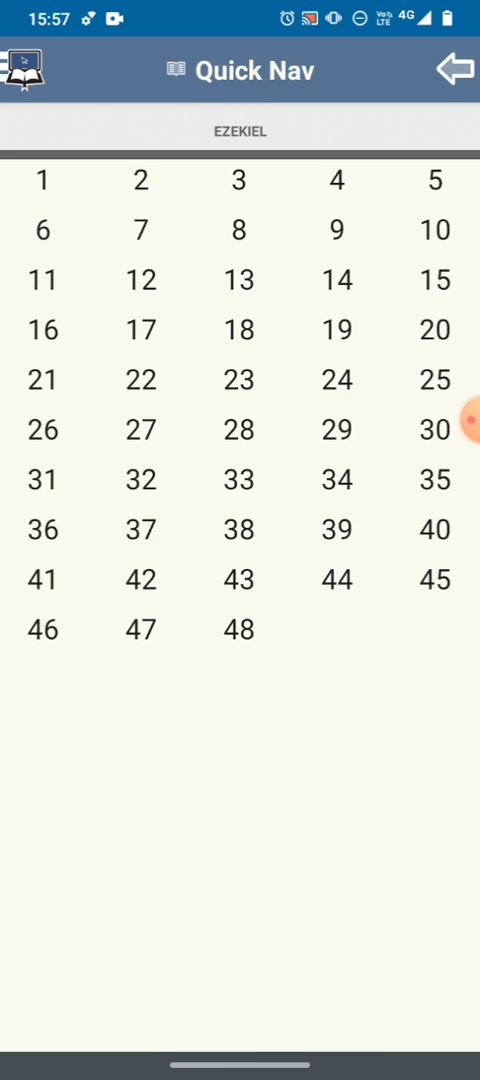 15:57 VoLTE 4G
Quick Nav
EZEKIEL
1 2 3 4 5
6 7 8 9 10
11 12 13 14 15
16 17 18 19 20
21 22 23 24 25
26 27 28 29 30
31 32 33 34 35
36 37 38 39 40
41 42 43 44 45
46 47 48